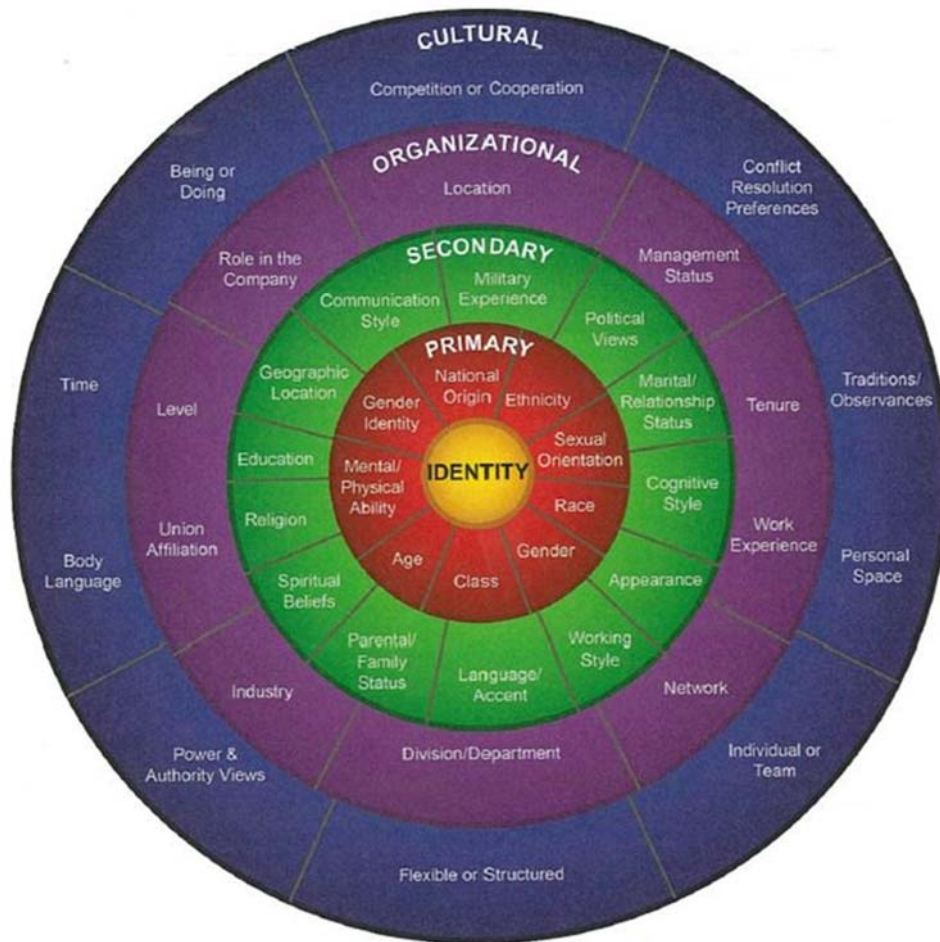 CULTURAL
Competition or Cooperation
Conflict
Resolution
Preferences
Traditions/
Observances
Personal
Space
Individual or
Team
Flexible or Structured
Power &
Authority Views
Body
Language
Time
Being or
Doing
ORGANIZATIONAL
Location
Management
Status
Tenure
Work
Experience
Network
Division/Department
Industry
Union
Affiliation
Level
Role in the
Company
SECONDARY
Military
Experience
Political
Views
Marital/
Relationship
Status
Cognitive
Style
Appearance
Working
Style
Language/
Accent
Parental/
Family
Status
Spiritual
Beliefs
Religion
Education
Geographic
Location
Communication
Style
PRIMARY
National
Origin
Ethnicity
Sexual
Orientation
Race
Gender
Class
Age
Mental/
Physical
Ability
Gender
Identity
IDENTITY